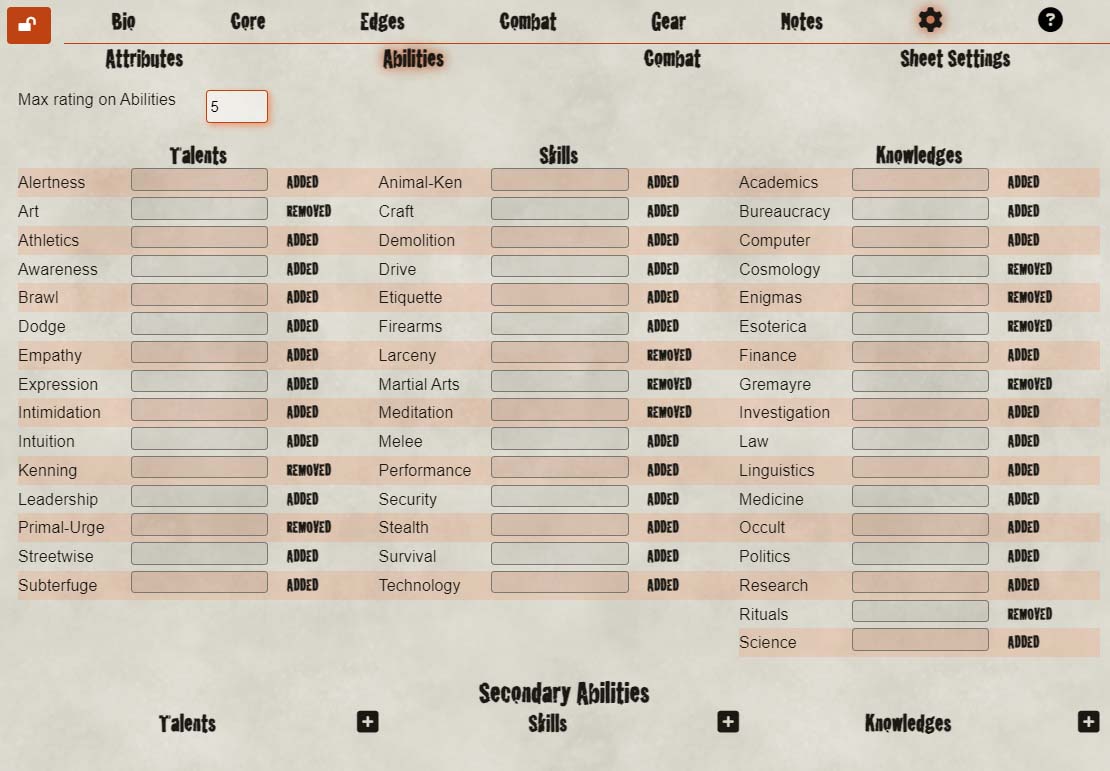 Bio Core Edges Combat Gear Notes ?
Attributes Abilities Combat Sheet Settings
Max rating on Abilities 5
Talents Skills Knowledges
Alertness ADDED Animal-Ken ADDED Academics ADDED
Art REMOVED Craft ADDED Bureaucracy ADDED
Athletics ADDED Demolition ADDED Computer ADDED
Awareness ADDED Drive ADDED Cosmology REMOVED
Brawl ADDED Etiquette ADDED Enigmas REMOVED
Dodge ADDED Firearms ADDED Esoterica REMOVED
Empathy ADDED Larceny REMOVED Finance ADDED
Expression ADDED Martial Arts REMOVED Gremayre REMOVED
Intimidation ADDED Meditation REMOVED Investigation ADDED
Intuition ADDED Melee ADDED Law ADDED
Kenning REMOVED Performance ADDED Linguistics ADDED
Leadership ADDED Security ADDED Medicine ADDED
Primal-Urge REMOVED Stealth ADDED Occult ADDED
Streetwise ADDED Survival ADDED Politics ADDED
Subterfuge ADDED Technology ADDED Research ADDED
Rituals REMOVED
Science ADDED
Secondary Abilities
Talents + Skills + Knowledges +